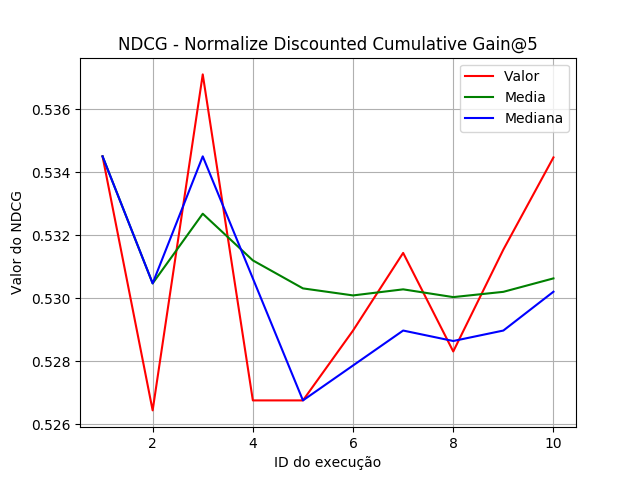 NDCG - Normalize Discounted Cumulative Gain@5
Valor
Media
Mediana
Valor do NDCG
0.536
0.534
0.532
0.530
0.528
0.526
2 4 6 8 10
ID do execução